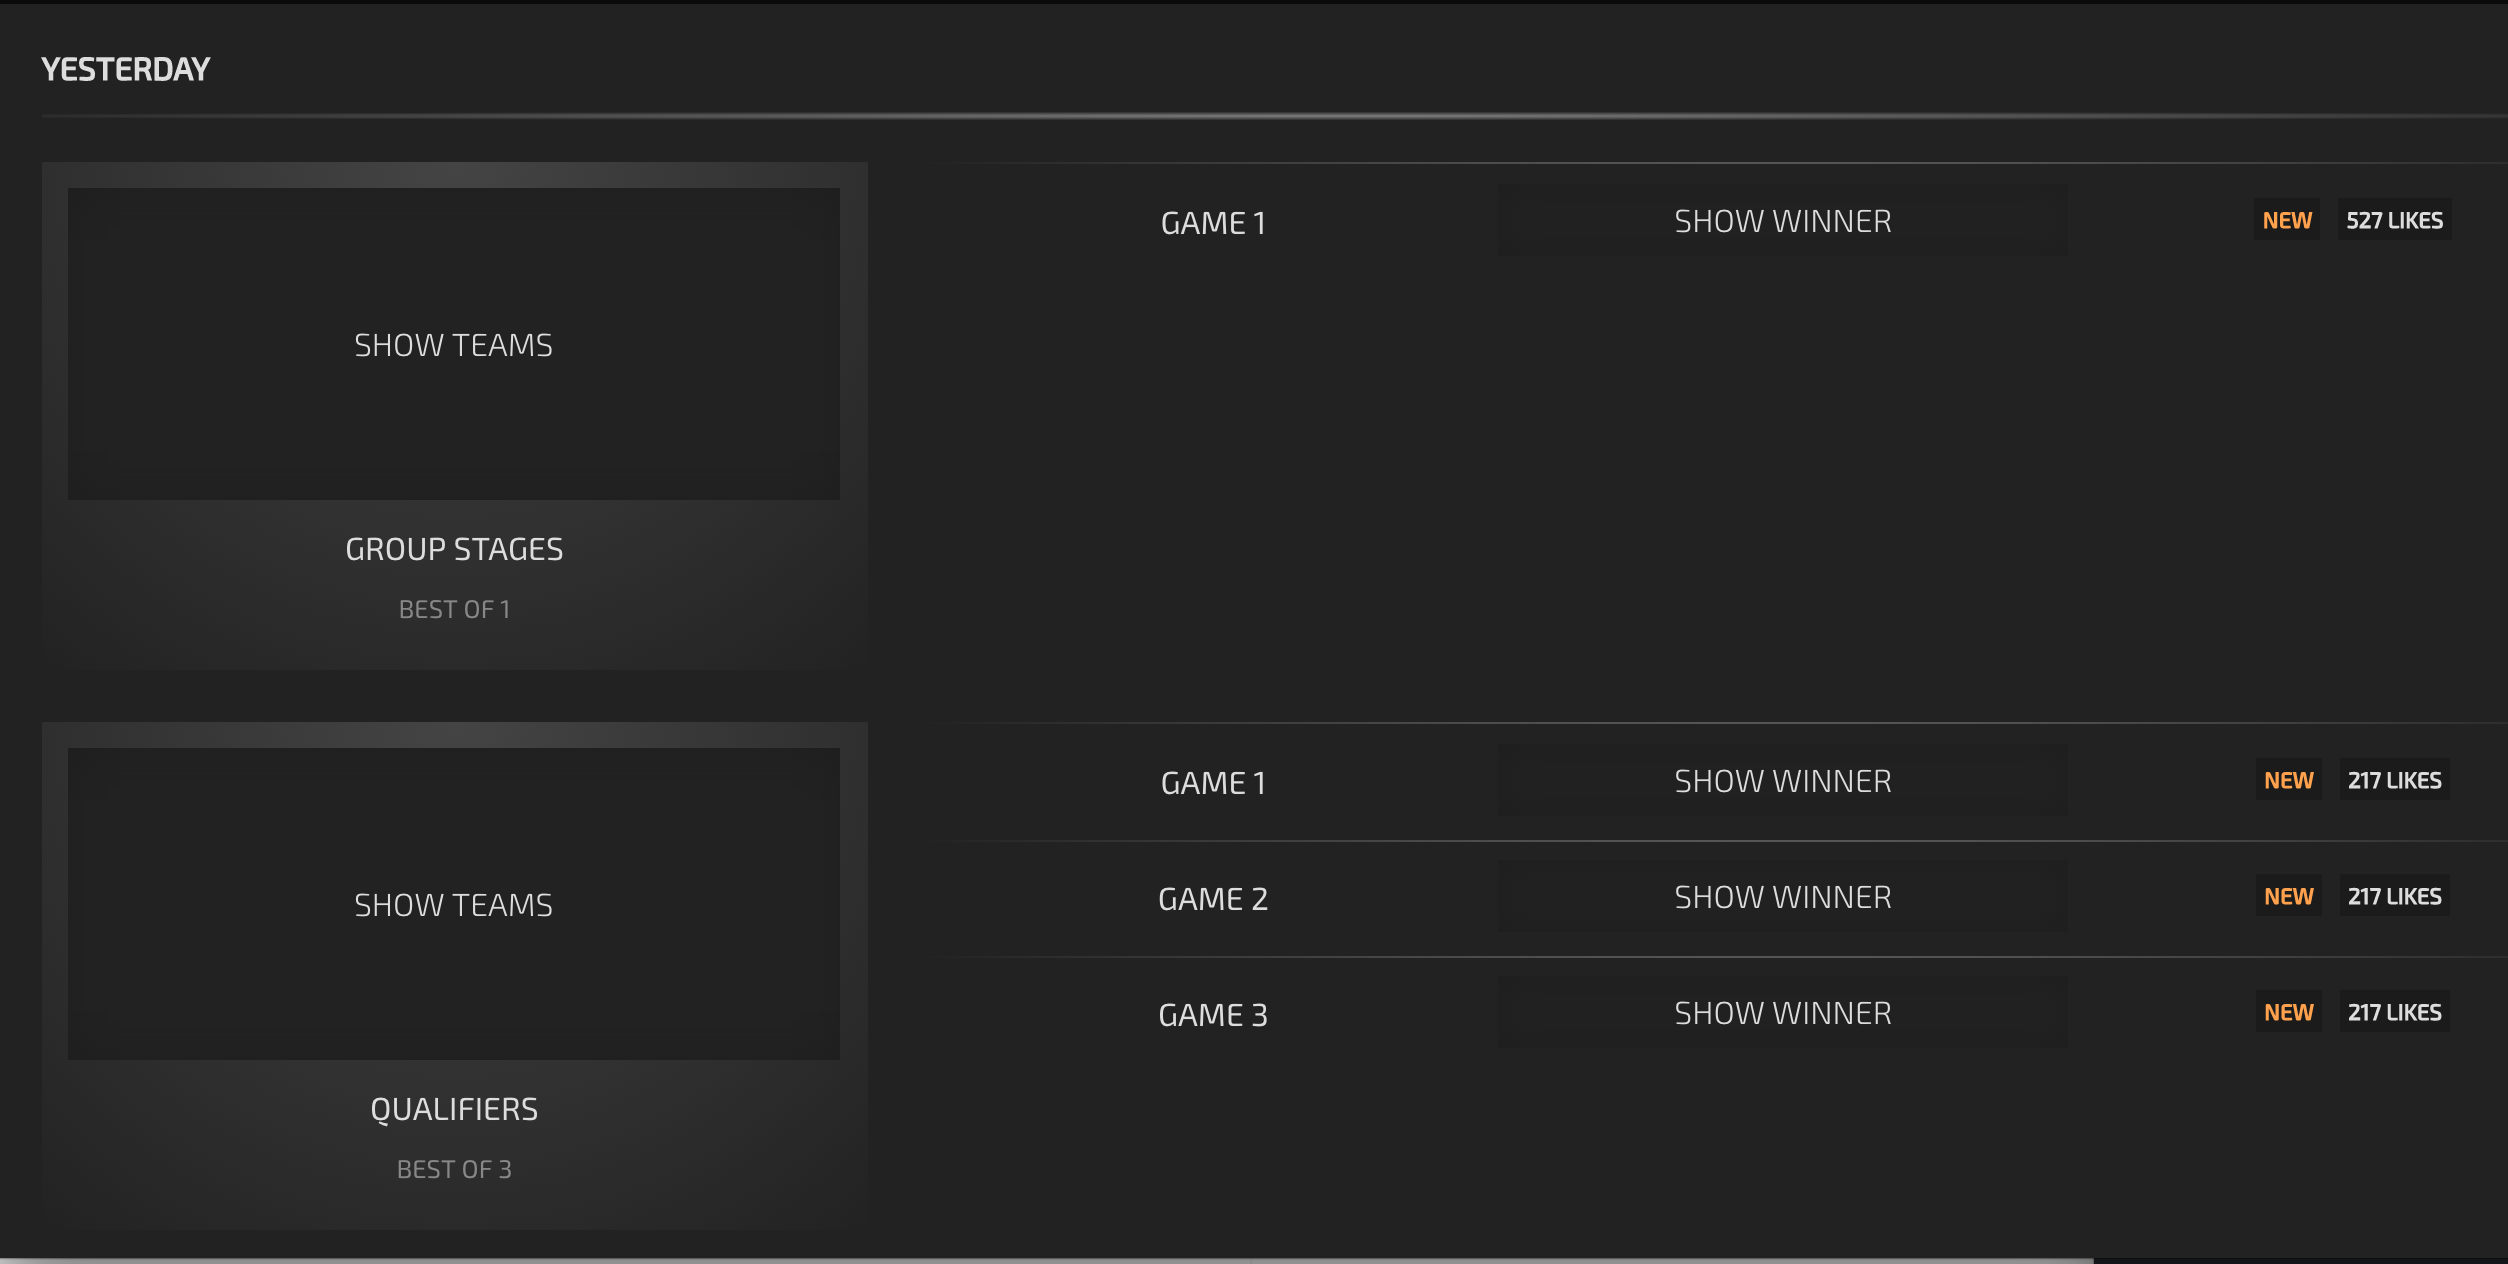 YESTERDAY
SHOW TEAMS
GROUP STAGES
BEST OF 1
GAME 1 SHOW WINNER NEW 527 LIKES
SHOW TEAMS
QUALIFIERS
BEST OF 3
GAME 1 SHOW WINNER NEW 217 LIKES
GAME 2 SHOW WINNER NEW 217 LIKES
GAME 3 SHOW WINNER NEW 217 LIKES